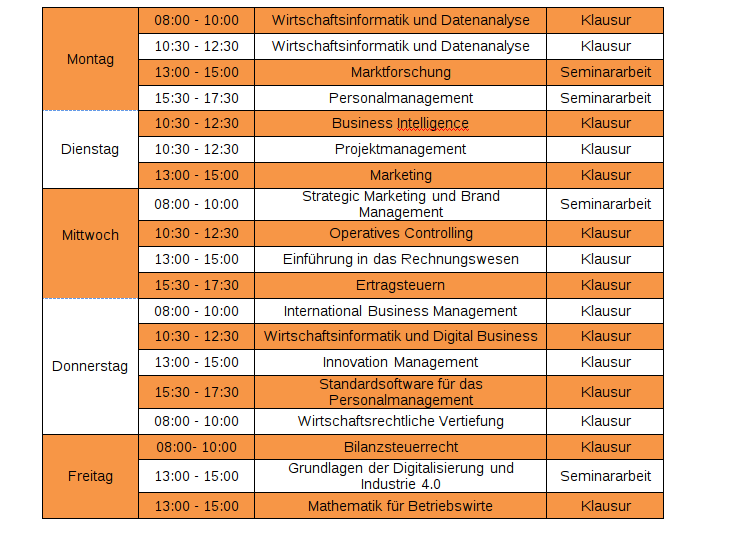 Montag
08:00 - 10:00 Wirtschaftsinformatik und Datenanalyse Klausur
10:30 - 12:30 Wirtschaftsinformatik und Datenanalyse Klausur
13:00 - 15:00 Marktforschung Seminararbeit
15:30 - 17:30 Personalmanagement Seminararbeit
Dienstag
10:30 - 12:30 Business Intelligence Klausur
10:30 - 12:30 Projektmanagement Klausur
13:00 - 15:00 Marketing Klausur
Mittwoch
08:00 - 10:00 Strategic Marketing und Brand
Management Seminararbeit
10:30 - 12:30 Operatives Controlling Klausur
13:00 - 15:00 Einführung in das Rechnungswesen Klausur
15:30 - 17:30 Ertragsteuern Klausur
Donnerstag
08:00 - 10:00 International Business Management Klausur
10:30 - 12:30 Wirtschaftsinformatik und Digital Business Klausur
13:00 - 15:00 Innovation Management Klausur
15:30 - 17:30 Standardsoftware für das
Personalmanagement Klausur
08:00 - 10:00 Wirtschaftsrechtliche Vertiefung Klausur
Freitag
08:00- 10:00 Bilanzsteuerrecht Klausur
13:00 - 15:00 Grundlagen der Digitalisierung und
Industrie 4.0 Seminararbeit
13:00 - 15:00 Mathematik für Betriebswirte Klausur